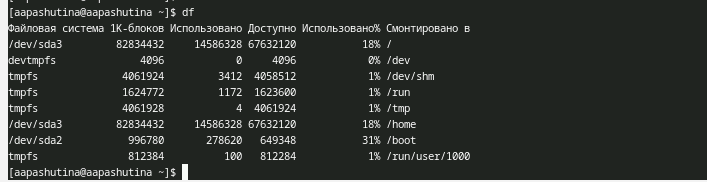 [aapashutina@aapashutina ~]$ df
Файловая система 1K-блоков Использовано Доступно Использовано% Смонтировано в
/dev/sda3 82834432 14586328 67632120 18% /
devtmpfs 4096 0 4096 0% /dev
tmpfs 4061924 3412 4058512 1% /dev/shm
tmpfs 1624772 1172 1623600 1% /run
tmpfs 4061928 4 4061924 1% /tmp
/dev/sda3 82834432 14586328 67632120 18% /home
/dev/sda2 996780 278620 649348 31% /boot
tmpfs 812384 100 812284 1% /run/user/1000
[aapashutina@aapashutina ~]$